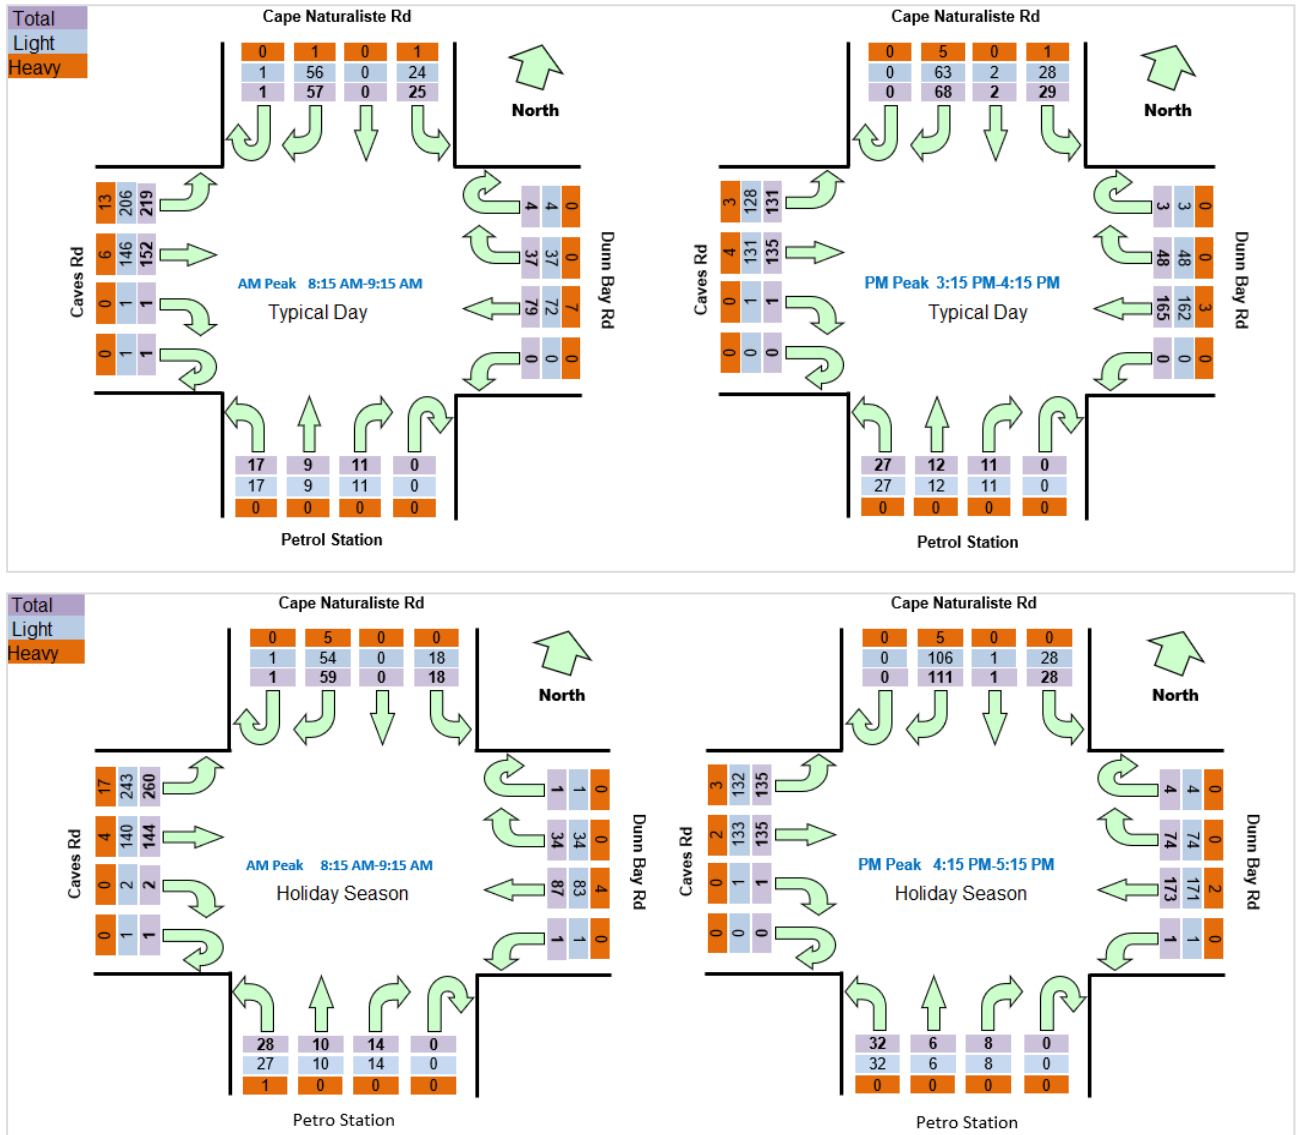 Total
Light
Heavy
Cape Naturaliste Rd
0 1 0 1
1 56 0 24
1 57 0 25
North
13 206 219
6 146 152
0 1 1
0 1 1
Caves Rd
AM Peak 8:15 AM-9:15 AM
Typical Day
4 4 0
37 37 0
79 72 7
0 0 0
Dunn Bay Rd
17 9 11 0
17 9 11 0
0 0 0 0
Petrol Station
Cape Naturaliste Rd
0 5 0 1
0 63 2 28
0 68 2 29
North
3 128 131
4 131 135
0 1 1
0 0 0
Caves Rd
PM Peak 3:15 PM-4:15 PM
Typical Day
3 3 0
48 48 0
165 162 3
0 0 0
Dunn Bay Rd
27 12 11 0
27 12 11 0
0 0 0 0
Petrol Station
Total
Light
Heavy
Cape Naturaliste Rd
0 5 0 0
1 54 0 18
1 59 0 18
North
17 243 260
4 140 144
0 2 2
0 1 1
Caves Rd
AM Peak 8:15 AM-9:15 AM
Holiday Season
1 1 0
34 34 0
87 83 4
1 1 0
Dunn Bay Rd
28 10 14 0
27 10 14 0
1 0 0 0
Petro Station
Cape Naturaliste Rd
0 5 0 0
0 106 1 28
0 111 1 28
North
3 132 135
2 133 135
0 1 1
0 0 0
Caves Rd
PM Peak 4:15 PM-5:15 PM
Holiday Season
4 4 0
74 74 0
173 171 2
1 1 0
Dunn Bay Rd
32 6 8 0
32 6 8 0
0 0 0 0
Petro Station